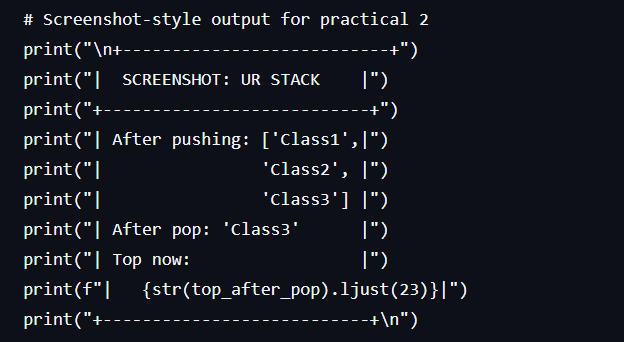 # Screenshot-style output for practical 2
print("\n+---------------------------+")
print("|  SCREENSHOT: UR STACK    |")
print("+---------------------------+")
print("| After pushing: ['Class1',|")
print("|                'Class2', |")
print("|                'Class3'] |")
print("| After pop: 'Class3'      |")
print("| Top now:                 |")
print(f"|   {str(top_after_pop).ljust(23)}|")
print("+---------------------------+\n")